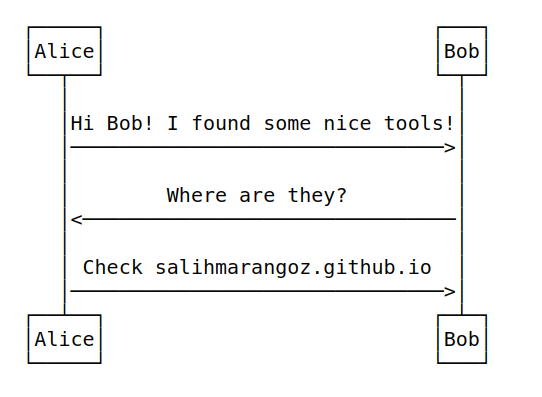 Alice Bob
Hi Bob! I found some nice tools!
Where are they?
Check salihmarangoz.github.io
Alice Bob